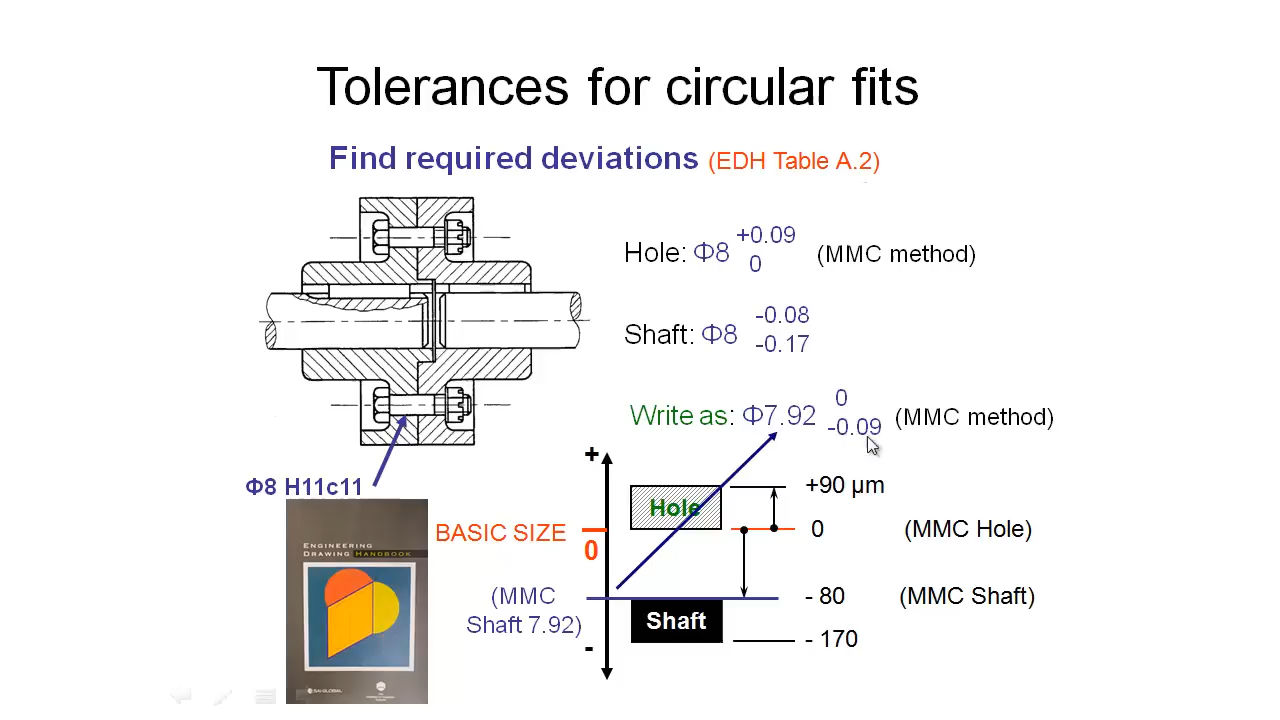 Tolerances for circular fits
Find required deviations (EDH Table A.2)
Hole: Φ8 +0.09 0 (MMC method)
Shaft: Φ8 -0.08 -0.17
Write as: Φ7.92 0 -0.09 (MMC method)
Φ8 H11c11
ENGINEERING
DRAWING HANDBOOK
SAI GLOBAL
+
Hole
+90 µm
BASIC SIZE
0
0
(MMC Hole)
(MMC
Shaft 7.92)
- 80
(MMC Shaft)
Shaft
-
- 170